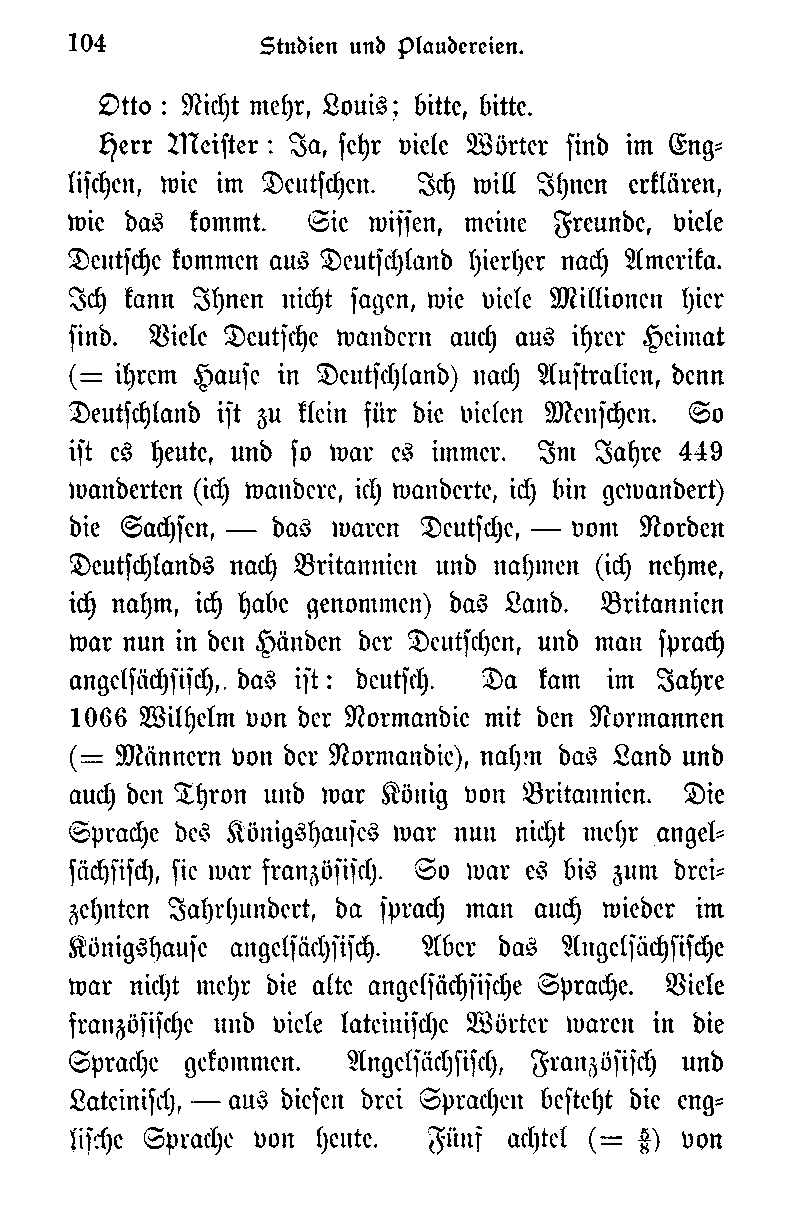 104 Studien und Plaudereien.
Otto : Nicht mehr, Louis; bitte, bitte.
Herr Meister : Ja, sehr viele Wörter sind im Eng-
lischen, wie im Deutschen. Ich will Ihnen erklären,
wie das kommt. Sie wissen, meine Freunde, viele
Deutsche kommen aus Deutschland hierher nach Amerika.
Ich kann Ihnen nicht sagen, wie viele Millionen hier
sind. Viele Deutsche wandern auch aus ihrer Heimat
(= ihrem Hause in Deutschland) nach Australien, denn
Deutschland ist zu klein für die vielen Menschen. So
ist es heute, und so war es immer. Im Jahre 449
wanderten (ich wandere, ich wanderte, ich bin gewandert)
die Sachsen, — das waren Deutsche, — vom Norden
Deutschlands nach Britannien und nahmen (ich nehme,
ich nahm, ich habe genommen) das Land. Britannien
war nun in den Händen der Deutschen, und man sprach
angelsächsisch,. das ist : deutsch. Da kam im Jahre
1066 Wilhelm von der Normandie mit den Normannen
(= Männern von der Normandie), nahm das Land und
auch den Thron und war König von Britannien. Die
Sprache des Königshauses war nun nicht mehr angel-
sächsisch, sie war französisch. So war es bis zum drei-
zehnten Jahrhundert, da sprach man auch wieder im
Königshause angelsächsisch. Aber das Angelsächsische
war nicht mehr die alte angelsächsische Sprache. Viele
französische und viele lateinische Wörter waren in die
Sprache gekommen. Angelsächsisch, Französisch und
Lateinisch, — aus diesen drei Sprachen besteht die eng-
lische Sprache von heute. Fünf achtel (= ⅝) von